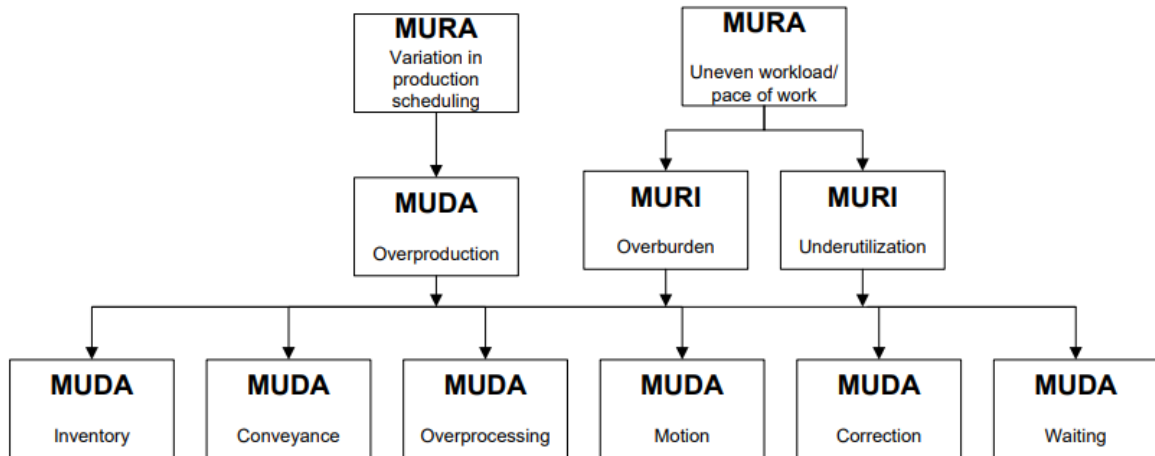 MURA
Variation in
production
scheduling
MURA
Uneven workload/
pace of work
MUDA
Overproduction
MURI
Overburden
MURI
Underutilization
MUDA
Inventory
MUDA
Conveyance
MUDA
Overprocessing
MUDA
Motion
MUDA
Correction
MUDA
Waiting